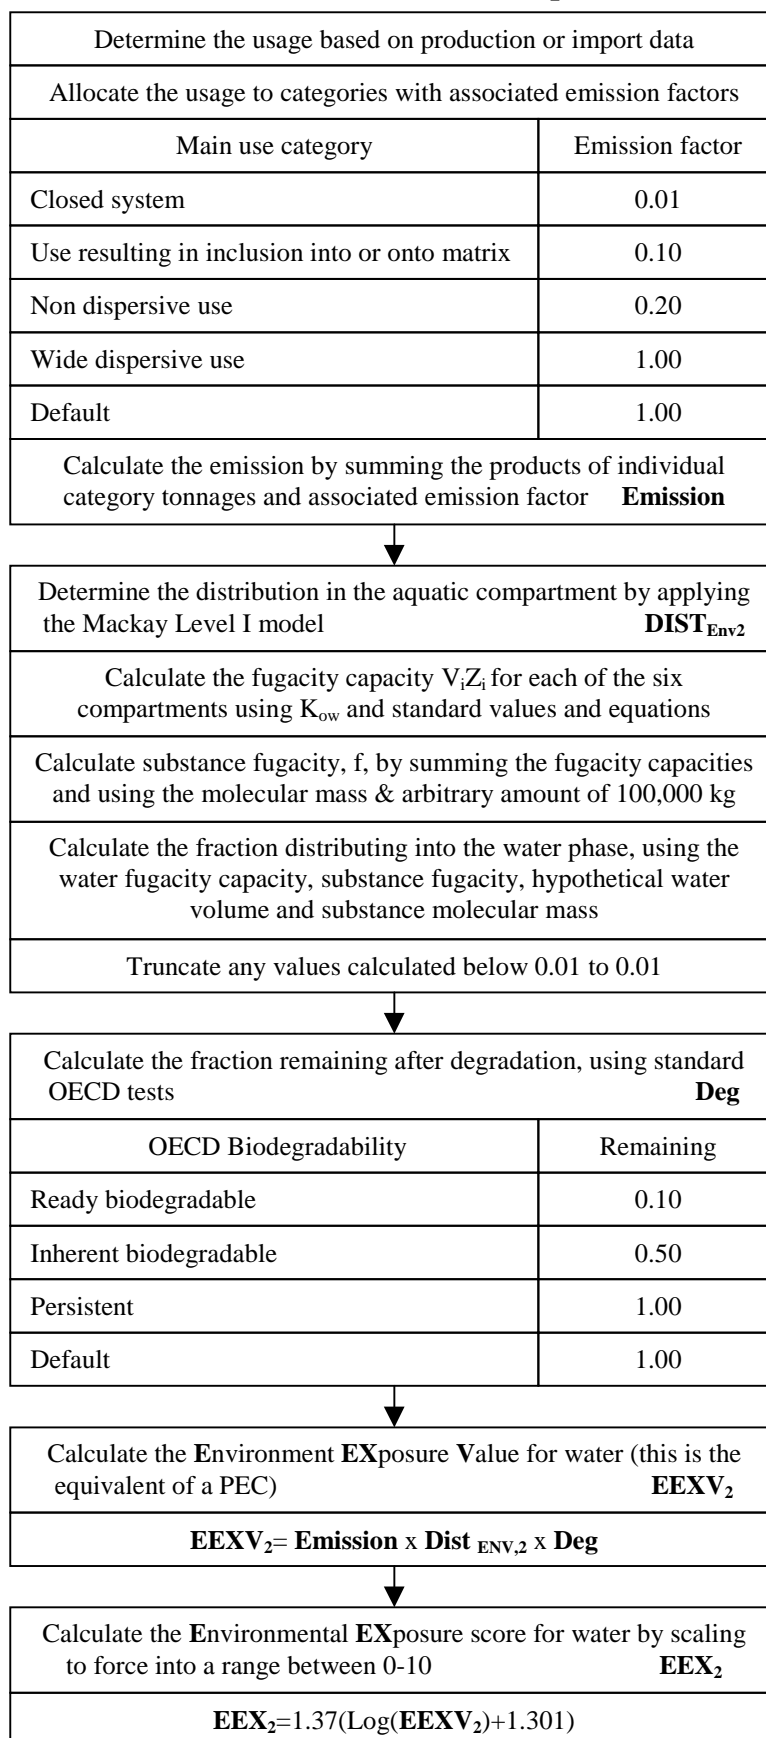 Determine the usage based on production or import data
Allocate the usage to categories with associated emission factors
Main use category Emission factor
Closed system 0.01
Use resulting in inclusion into or onto matrix 0.10
Non dispersive use 0.20
Wide dispersive use 1.00
Default 1.00
Calculate the emission by summing the products of individual
category tonnages and associated emission factor Emission
Determine the distribution in the aquatic compartment by applying
the Mackay Level I model DIST_Env2
Calculate the fugacity capacity V_iZ_i for each of the six
compartments using K_ow and standard values and equations
Calculate substance fugacity, f, by summing the fugacity capacities
and using the molecular mass & arbitrary amount of 100,000 kg
Calculate the fraction distributing into the water phase, using the
water fugacity capacity, substance fugacity, hypothetical water
volume and substance molecular mass
Truncate any values calculated below 0.01 to 0.01
Calculate the fraction remaining after degradation, using standard
OECD tests Deg
OECD Biodegradability Remaining
Ready biodegradable 0.10
Inherent biodegradable 0.50
Persistent 1.00
Default 1.00
Calculate the Environment EXposure Value for water (this is the
equivalent of a PEC) EEXV₂
EEXV₂= Emission x Dist _ENV,2 x Deg
Calculate the Environmental EXposure score for water by scaling
to force into a range between 0-10 EEX₂
EEX₂=1.37(Log(EEXV₂)+1.301)